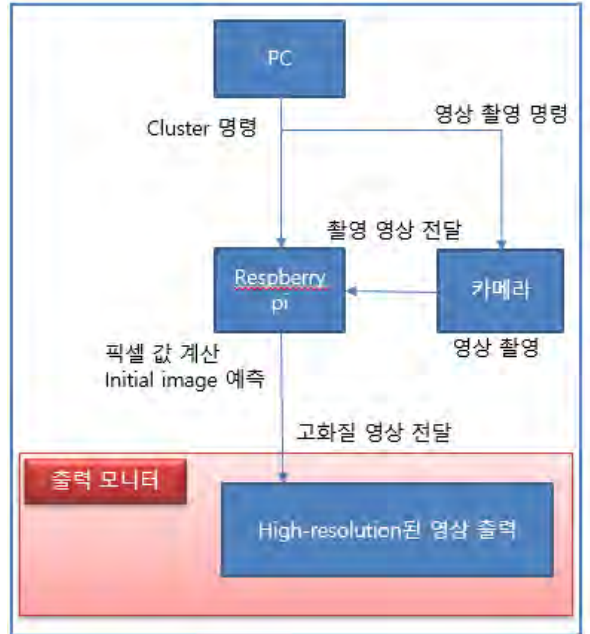 PC
Cluster 명령
영상 촬영 명령
촬영 영상 전달
Respberry
pi
카메라
영상 촬영
픽셀 값 계산
Initial image 예측
고화질 영상 전달
출력 모니터
High-resolution된 영상 출력